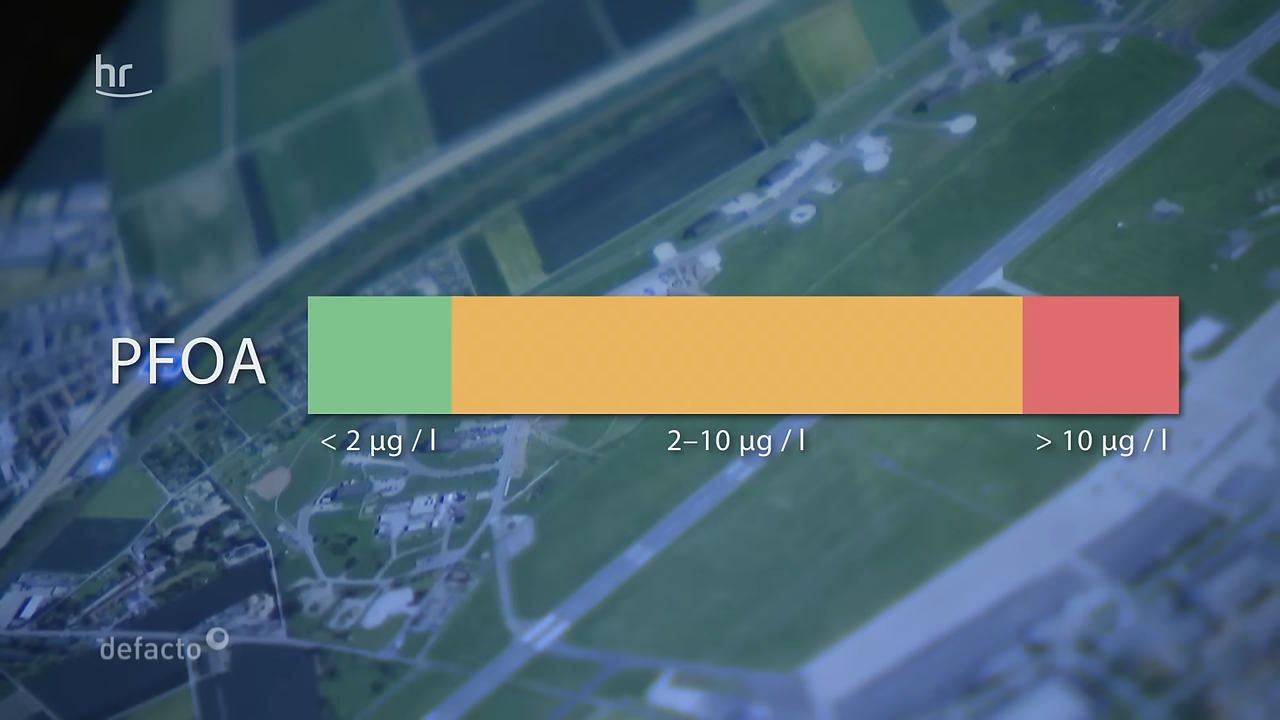 hr
PFOA
< 2 µg / l
2–10 µg / l
> 10 µg / l
defacto